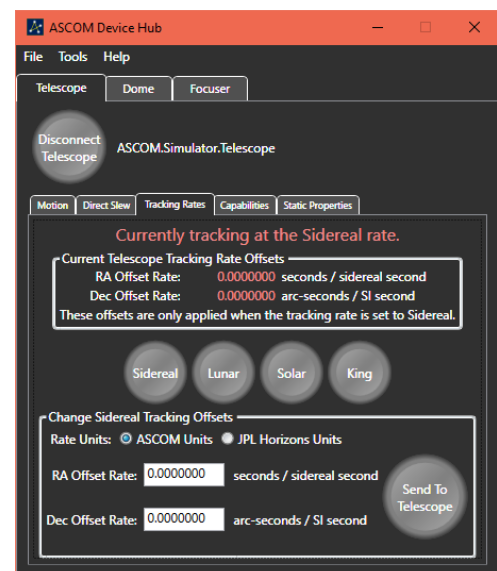 ASCOM Device Hub
File Tools Help
Telescope Dome Focuser
Disconnect
Telescope
ASCOM.Simulator.Telescope
Motion Direct Slew Tracking Rates Capabilities Static Properties
Currently tracking at the Sidereal rate.
Current Telescope Tracking Rate Offsets
RA Offset Rate: 0.0000000 seconds / sidereal second
Dec Offset Rate: 0.0000000 arc-seconds / SI second
These offsets are only applied when the tracking rate is set to Sidereal.
Sidereal Lunar Solar King
Change Sidereal Tracking Offsets
Rate Units: ASCOM Units JPL Horizons Units
RA Offset Rate: 0.0000000 seconds / sidereal second
Dec Offset Rate: 0.0000000 arc-seconds / SI second
Send To
Telescope